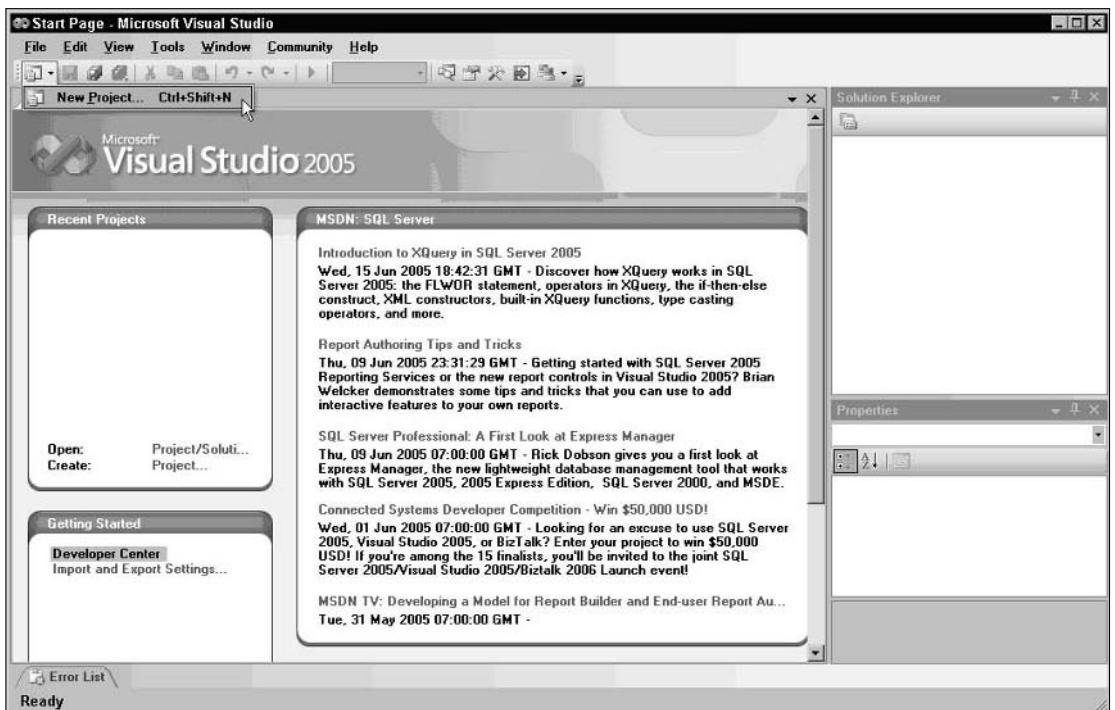 Start Page - Microsoft Visual Studio
File Edit View Tools Window Community Help
New Project... Ctrl+Shift+N
Microsoft
Visual Studio 2005
Recent Projects
Open: Project/Soluti...
Create: Project...
Getting Started
Developer Center
Import and Export Settings...
MSDN: SQL Server
Introduction to XQuery in SQL Server 2005
Wed, 15 Jun 2005 18:42:31 GMT - Discover how XQuery works in SQL
Server 2005: the FLWOR statement, operators in XQuery, the if-then-else
construct, XML constructors, built-in XQuery functions, type casting
operators, and more.
Report Authoring Tips and Tricks
Thu, 09 Jun 2005 23:31:29 GMT - Getting started with SQL Server 2005
Reporting Services or the new report controls in Visual Studio 2005? Brian
Welcker demonstrates some tips and tricks that you can use to add
interactive features to your own reports.
SQL Server Professional: A First Look at Express Manager
Thu, 09 Jun 2005 07:00:00 GMT - Rick Dobson gives you a first look at
Express Manager, the new lightweight database management tool that works
with SQL Server 2005, 2005 Express Edition, SQL Server 2000, and MSDE.
Connected Systems Developer Competition - Win $50,000 USD!
Wed, 01 Jun 2005 07:00:00 GMT - Looking for an excuse to use SQL Server
2005, Visual Studio 2005, or BizTalk? Enter your project to win $50,000
USD! If you're among the 15 finalists, you'll be invited to the joint SQL
Server 2005/Visual Studio 2005/Biztalk 2006 Launch event!
MSDN TV: Developing a Model for Report Builder and End-user Report Au...
Tue, 31 May 2005 07:00:00 GMT -
Solution Explorer
Properties
Error List
Ready